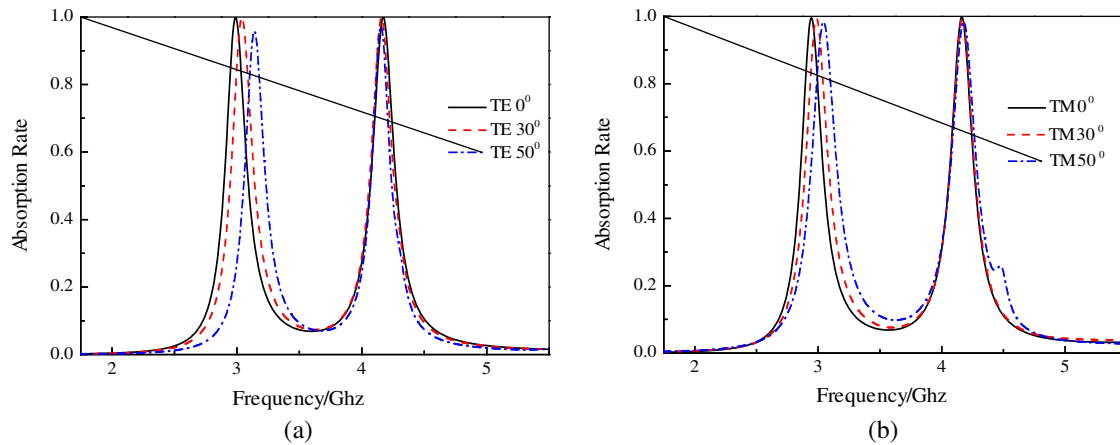 1.0
0.8
0.6
0.4
0.2
0.0
Absorption Rate
TE 0⁰
TE 30⁰
TE 50⁰
2 3 4 5
Frequency/Ghz
(a)
1.0
0.8
0.6
0.4
0.2
0.0
Absorption Rate
TM0⁰
TM30⁰
TM50⁰
2 3 4 5
Frequency/Ghz
(b)